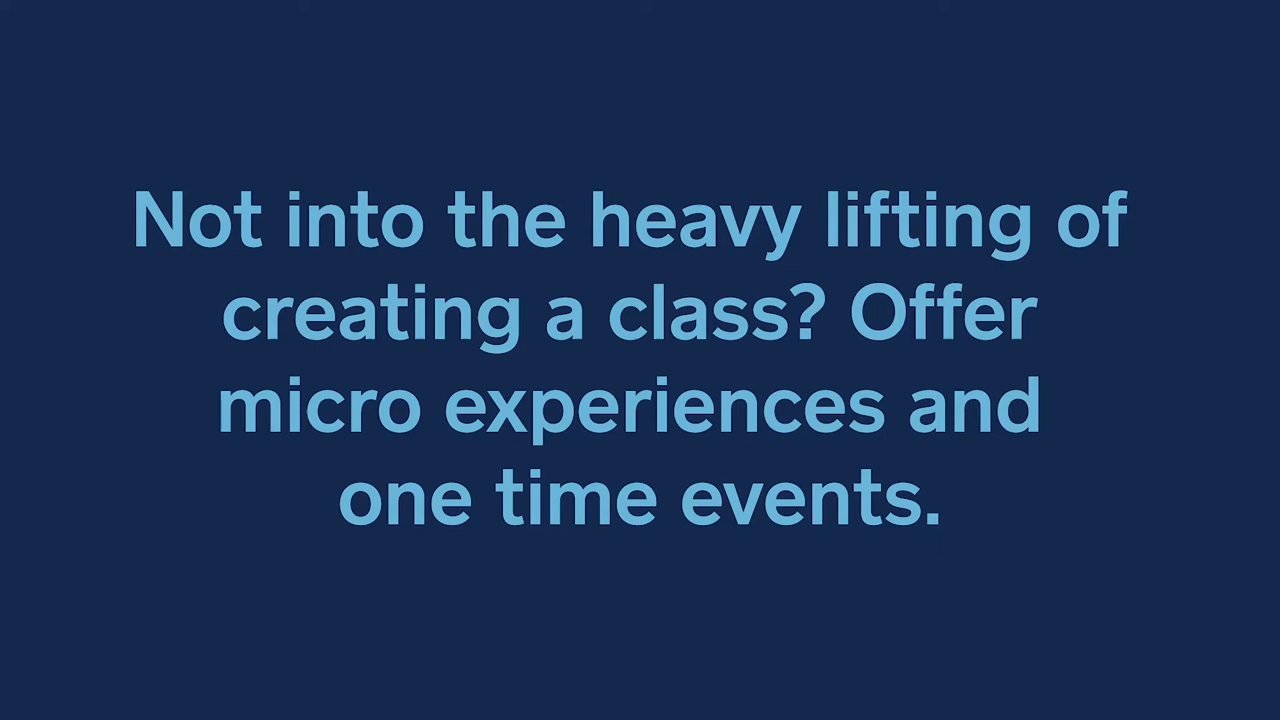 Not into the heavy lifting of
creating a class? Offer
micro experiences and
one time events.